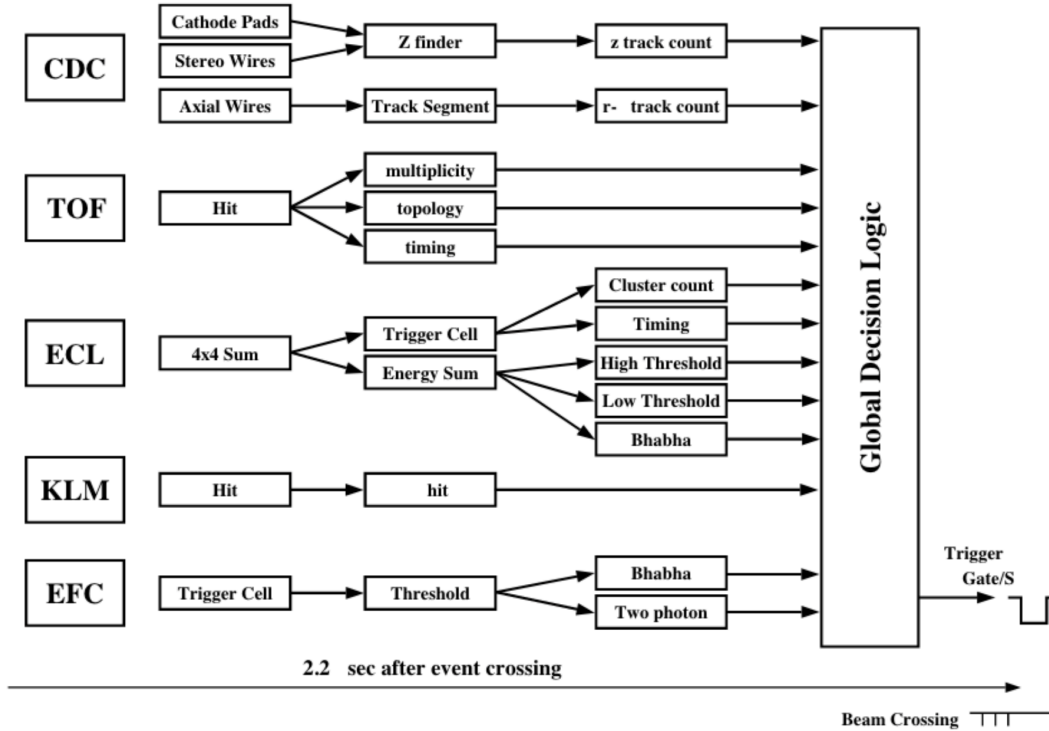 CDC
Cathode Pads
Stereo Wires
Z finder
z track count
Axial Wires
Track Segment
r- track count
TOF
Hit
multiplicity
topology
timing
ECL
4x4 Sum
Trigger Cell
Energy Sum
Cluster count
Timing
High Threshold
Low Threshold
Bhabha
KLM
Hit
hit
EFC
Trigger Cell
Threshold
Bhabha
Two photon
Global Decision Logic
Trigger
Gate/S
2.2 sec after event crossing
Beam Crossing